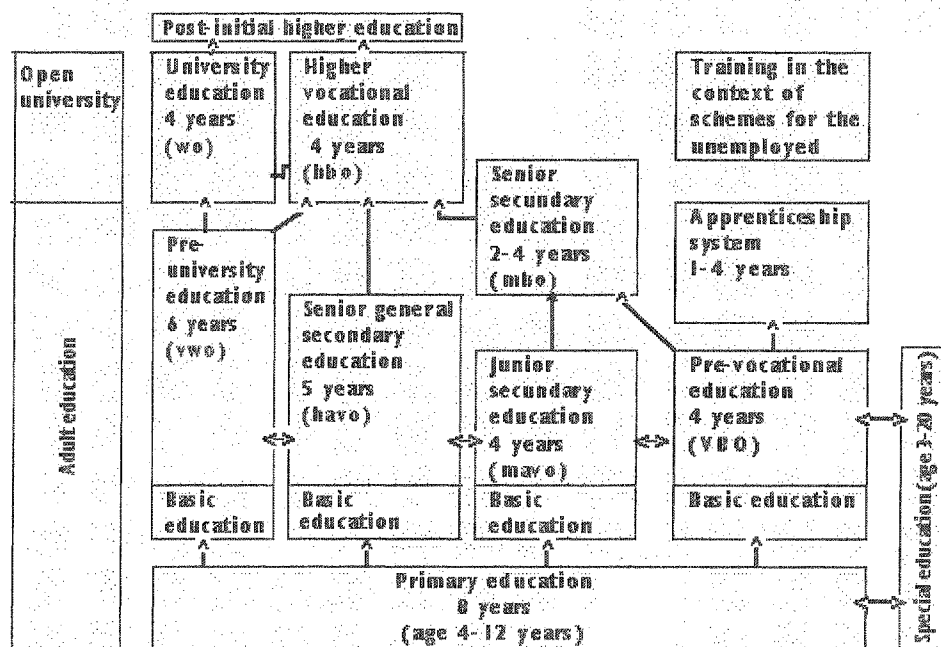 Post-initial higher education
Open
university
University
education
4 years
(wo)
Higher
vocational
education
4 years
(hbo)
Training in the
context of
schemes for the
unemployed
Senior
secundary
education
2-4 years
(mbo)
Apprenticeship
system
1-4 years
Pre-
university
education
6 years
(vwo)
Senior general
secondary
education
5 years
(havo)
Junior
secundary
education
4 years
(mavo)
Pre-vocational
education
4 years
(VBO)
Adult education
Special education (age 3-20 years)
Basic
education
Basic
education
Basic
education
Basic education
Primary education
8 years
(age 4-12 years)